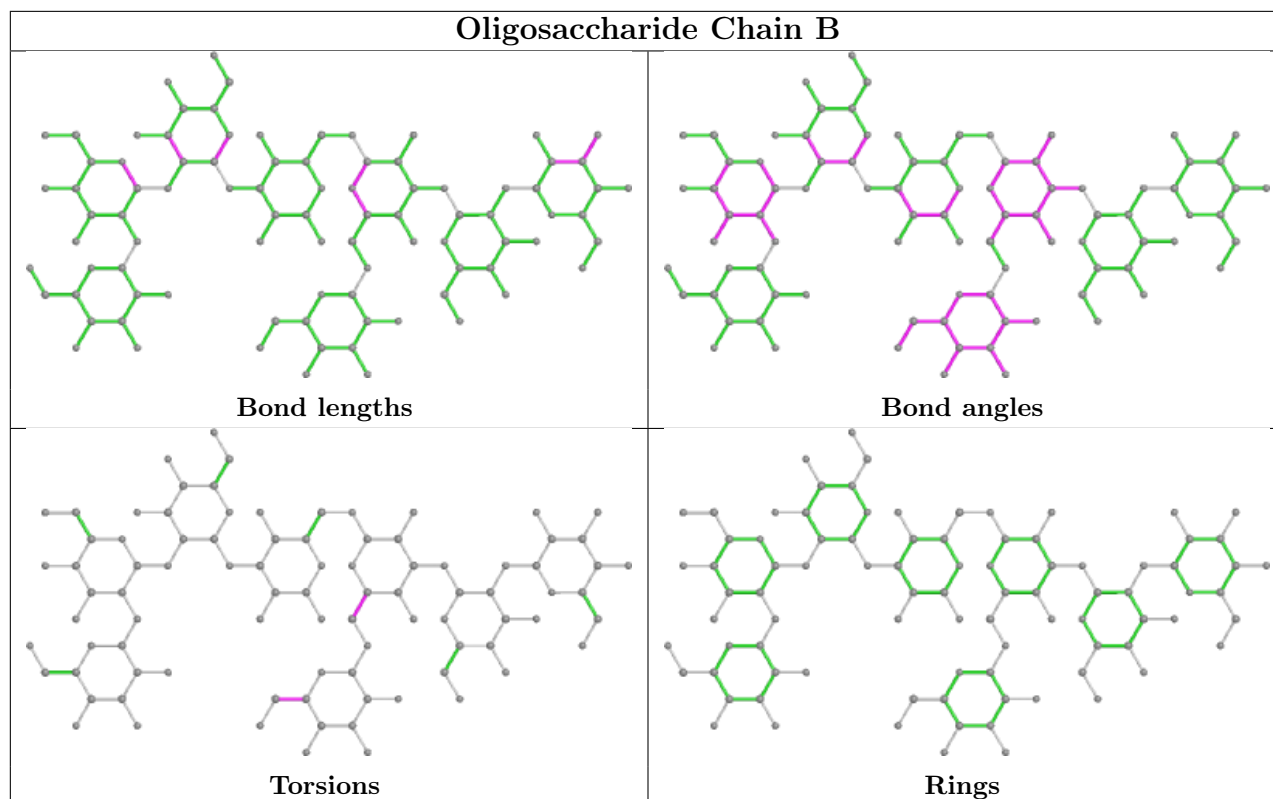 Oligosaccharide Chain B
Bond lengths
Bond angles
Torsions
Rings